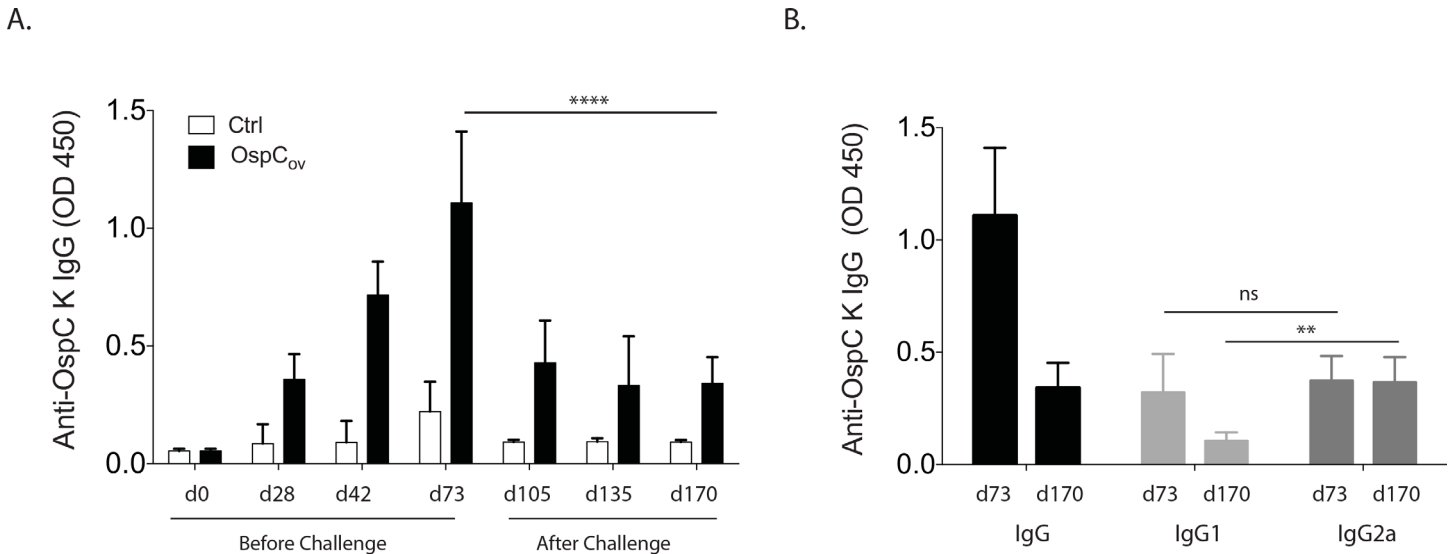 A.
Anti-OspC K IgG (OD 450)
1.5
1.0
0.5
0.0
Ctrl
OspCov
****
d0 d28 d42 d73 d105 d135 d170
Before Challenge After Challenge
B.
Anti-OspC K IgG (OD 450)
1.5
1.0
0.5
0.0
ns
**
d73 d170 d73 d170 d73 d170
IgG IgG1 IgG2a